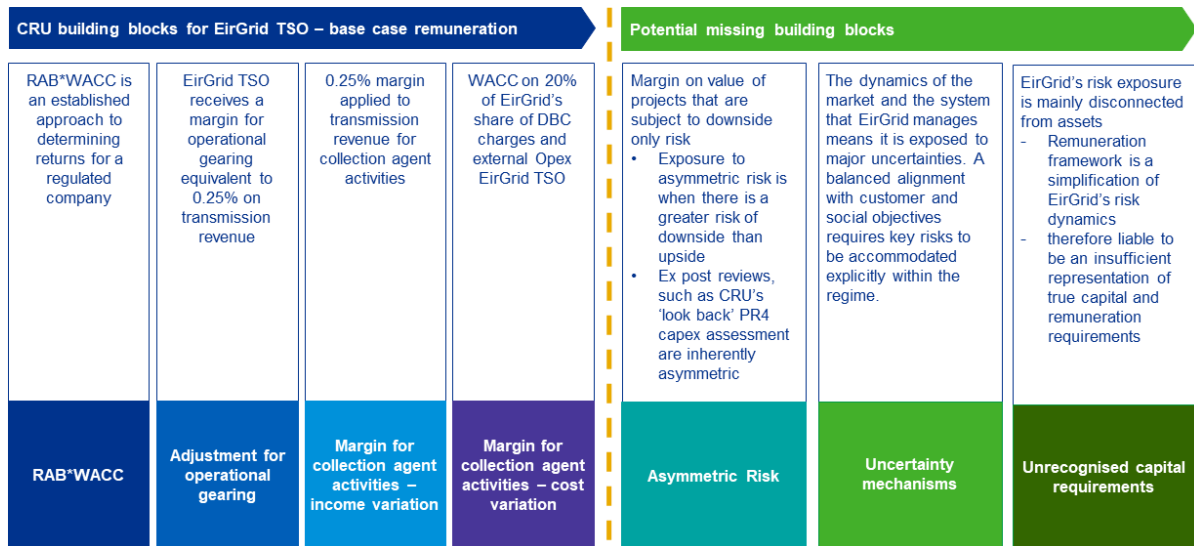 CRU building blocks for EirGrid TSO – base case remuneration
Potential missing building blocks
RAB*WACC is
an established
approach to
determining
returns for a
regulated
company
EirGrid TSO
receives a
margin for
operational
gearing
equivalent to
0.25% on
transmission
revenue
0.25% margin
applied to
transmission
revenue for
collection agent
activities
WACC on 20%
of EirGrid's
share of DBC
charges and
external Opex
EirGrid TSO
Margin on value of
projects that are
subject to downside
only risk
• Exposure to
asymmetric risk is
when there is a
greater risk of
downside than
upside
• Ex post reviews,
such as CRU's
'look back' PR4
capex assessment
are inherently
asymmetric
The dynamics of the
market and the system
that EirGrid manages
means it is exposed to
major uncertainties. A
balanced alignment
with customer and
social objectives
requires key risks to
be accommodated
explicitly within the
regime.
EirGrid's risk exposure
is mainly disconnected
from assets
- Remuneration
framework is a
simplification of
EirGrid's risk
dynamics
- therefore liable to
be an insufficient
representation of
true capital and
remuneration
requirements
RAB*WACC
Adjustment for
operational
gearing
Margin for
collection agent
activities –
income variation
Margin for
collection agent
activities – cost
variation
Asymmetric Risk
Uncertainty
mechanisms
Unrecognised capital
requirements